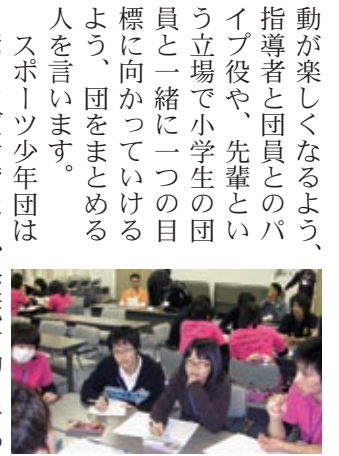 動が楽しくなるよう、
指導者と団員とのパ
イプ役や、先輩とい
う立場で小学生の団
員と一緒に一つの目
標に向かっていける
よう、団をまとめる
人を言います。
スポーツ少年団は